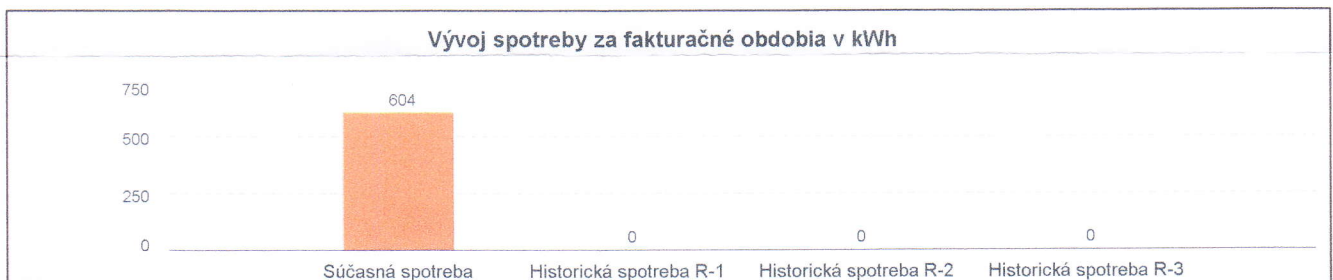 Vývoj spotreby za fakturačné obdobia v kWh
750
604
500
250
0
0
0
0
Súčasná spotreba
Historická spotreba R-1
Historická spotreba R-2
Historická spotreba R-3